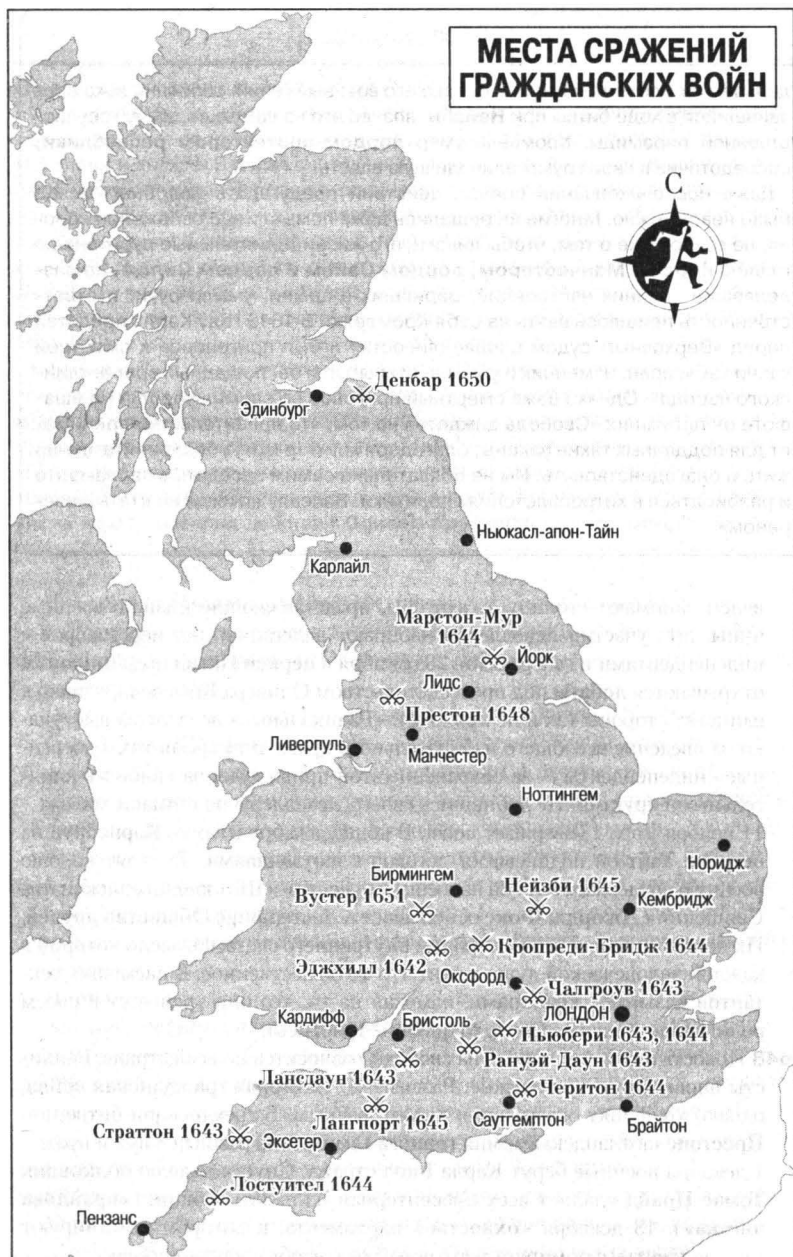 МЕСТА СРАЖЕНИЙ
ГРАЖДАНСКИХ ВОЙН
С
Денбар 1650
Эдинбург
Ньюкасл-апон-Тайн
Карлайл
Марстон-Мур
1644
Йорк
Лидс
Престон 1648
Ливерпуль
Манчестер
Ноттингем
Норидж
Бирмингем
Нейзби 1645
Вустер 1651
Кембридж
Кропреди-Бридж 1644
Эджхилл 1642
Оксфорд
Чалгроув 1643
ЛОНДОН
Кардифф
Бристоль
Ньюбери 1643, 1644
Рануэй-Даун 1643
Лансдаун 1643
Черитон 1644
Лангпорт 1645
Саутгемптон
Брайтон
Страттон 1643
Эксетер
Лостуител 1644
Пензанс